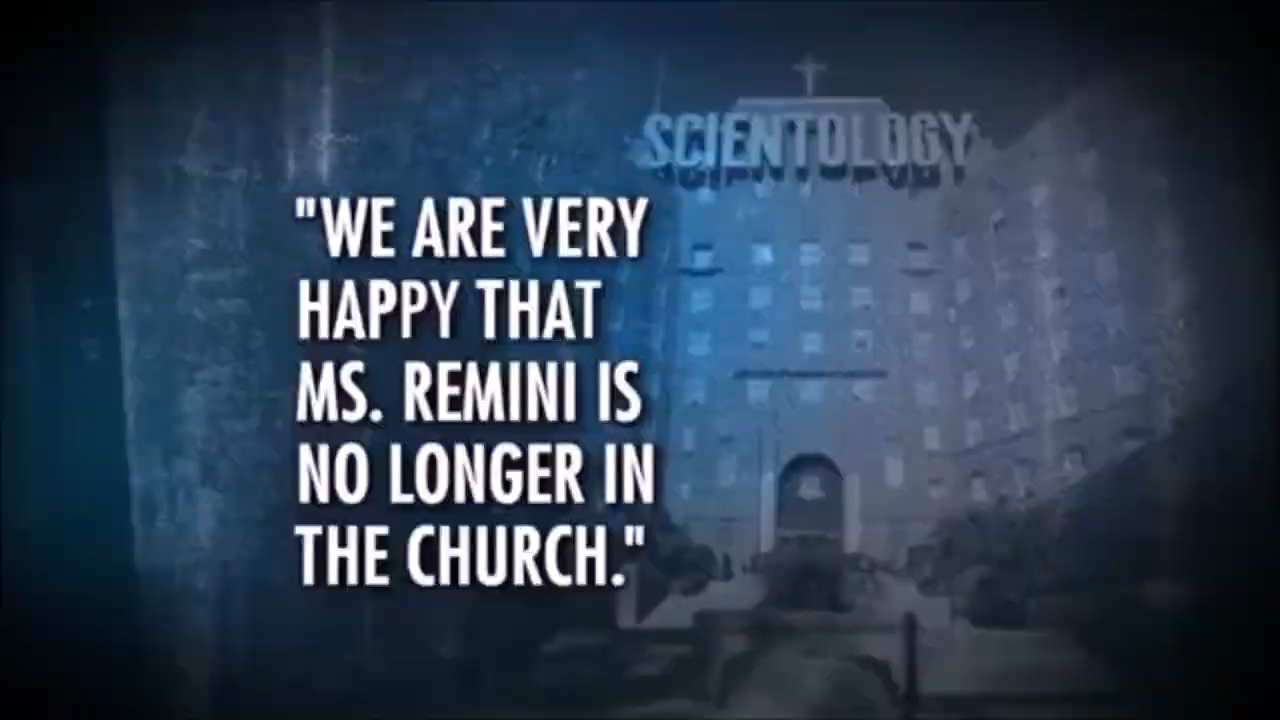 SCIENTOLOGY
"WE ARE VERY
HAPPY THAT
MS. REMINI IS
NO LONGER IN
THE CHURCH."